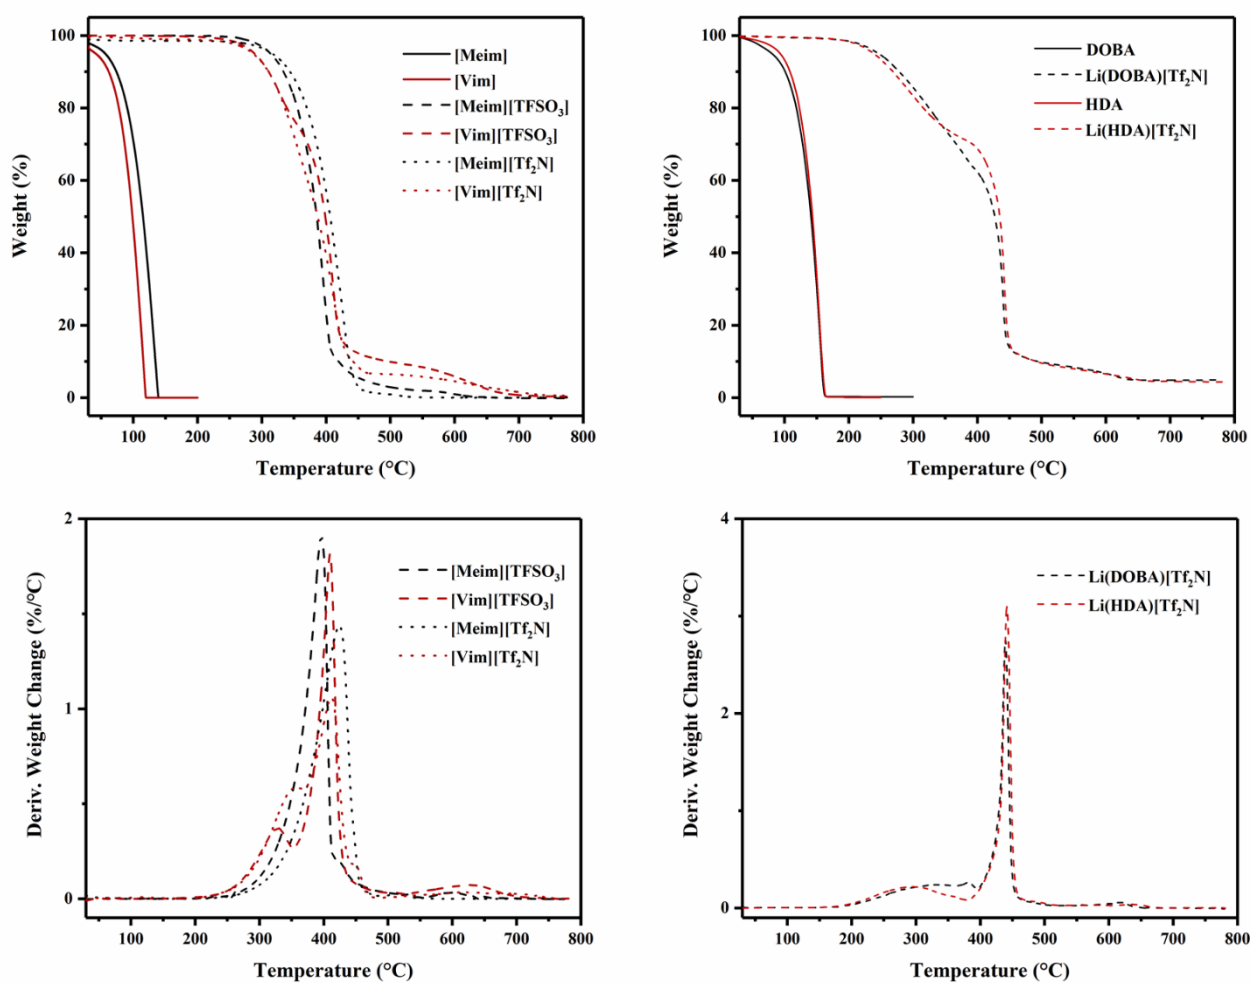 100
80
60
40
20
0
Weight (%)
[Meim]
[Vim]
[Meim][TFSO₃]
[Vim][TFSO₃]
[Meim][Tf₂N]
[Vim][Tf₂N]
100 200 300 400 500 600 700 800
Temperature (°C)
100
80
60
40
20
0
Weight (%)
DOBA
Li(DOBA)[Tf₂N]
HDA
Li(HDA)[Tf₂N]
100 200 300 400 500 600 700 800
Temperature (°C)
2
1
0
Deriv. Weight Change (%/°C)
[Meim][TFSO₃]
[Vim][TFSO₃]
[Meim][Tf₂N]
[Vim][Tf₂N]
100 200 300 400 500 600 700 800
Temperature (°C)
4
2
0
Deriv. Weight Change (%/°C)
Li(DOBA)[Tf₂N]
Li(HDA)[Tf₂N]
100 200 300 400 500 600 700 800
Temperature (°C)